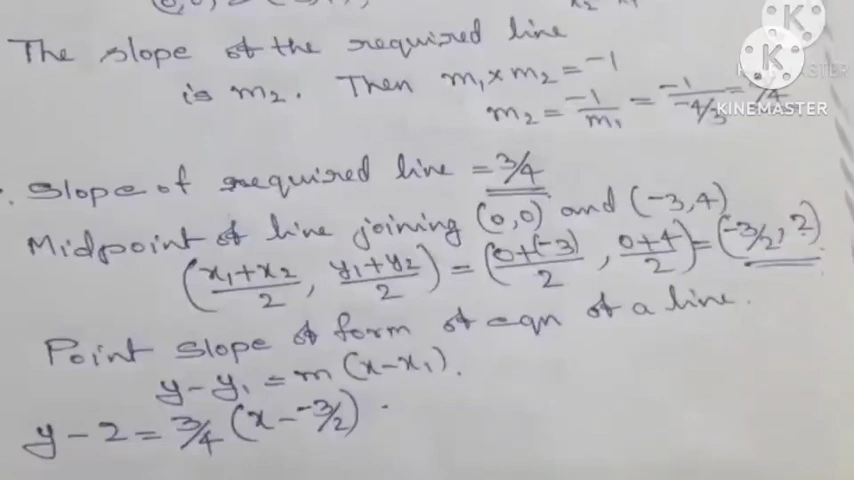 The slope of the required line
is m₂. Then m₁ × m₂ = -1
m₂ = -1/m₁ = -1/(-4/3) = 3/4
KINEMASTER
Slope of required line = 3/4
Midpoint of line joining (0,0) and (-3,4)
((x₁+x₂)/2, (y₁+y₂)/2) = ((0+(-3))/2, (0+4)/2) = (-3/2, 2)
Point slope of form of eqn of a line.
y - y₁ = m (x - x₁).
y - 2 = 3/4 (x - -3/2).